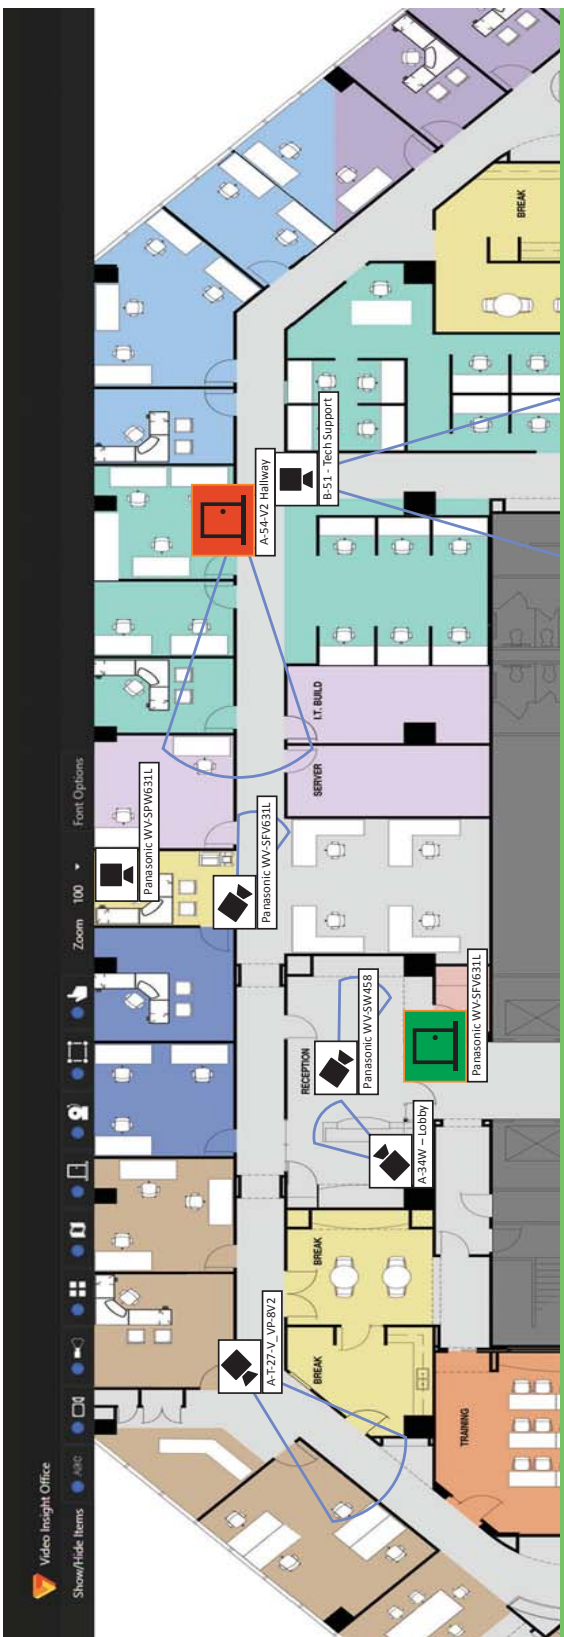 Video Insight Office
Show/Hide Items
ABC
Zoom 100
Font Options
A-T-27-V_VP-8V2
Panasonic WV-SFV631L
Panasonic WV-SPW631L
A-54-V2 Hallway
B-51 - Tech Support
BREAK
BREAK
RECEPTION
A-34W – Lobby
Panasonic WV-SW458
Panasonic WV-SFV631L
SERVER
I.T. BUILD
BREAK
TRAINING